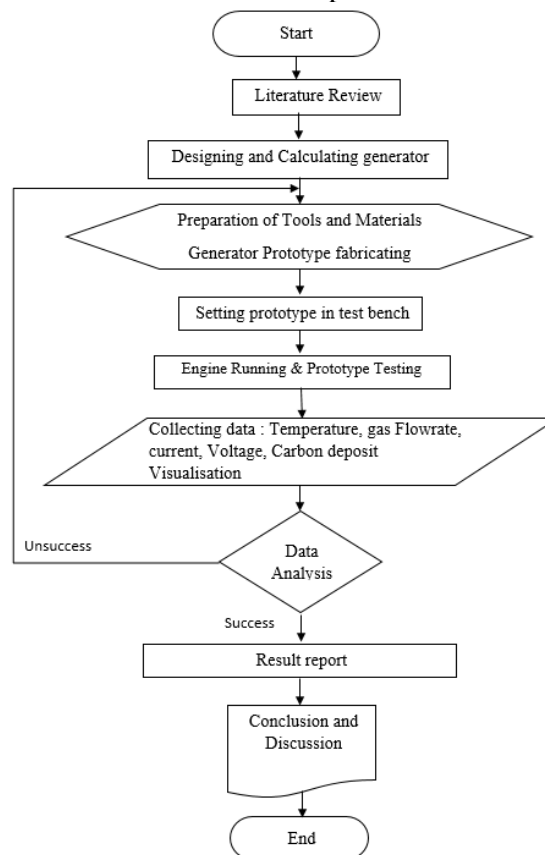 Start
Literature Review
Designing and Calculating generator
Preparation of Tools and Materials
Generator Prototype fabricating
Setting prototype in test bench
Engine Running & Prototype Testing
Collecting data : Temperature, gas Flowrate,
current, Voltage, Carbon deposit
Visualisation
Unsuccess
Data
Analysis
Success
Result report
Conclusion and
Discussion
End